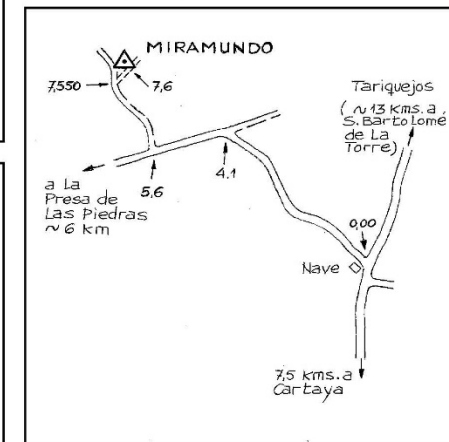 MIRAMUNDO
7,550
7,6
Tariquejos
(~13 Kms. a
S. Bartolomé
de La
Torre)
a la
Presa de
Las Piedras
~ 6 km
5,6
4,1
0,00
Nave
7,5 Kms. a
Cartaya